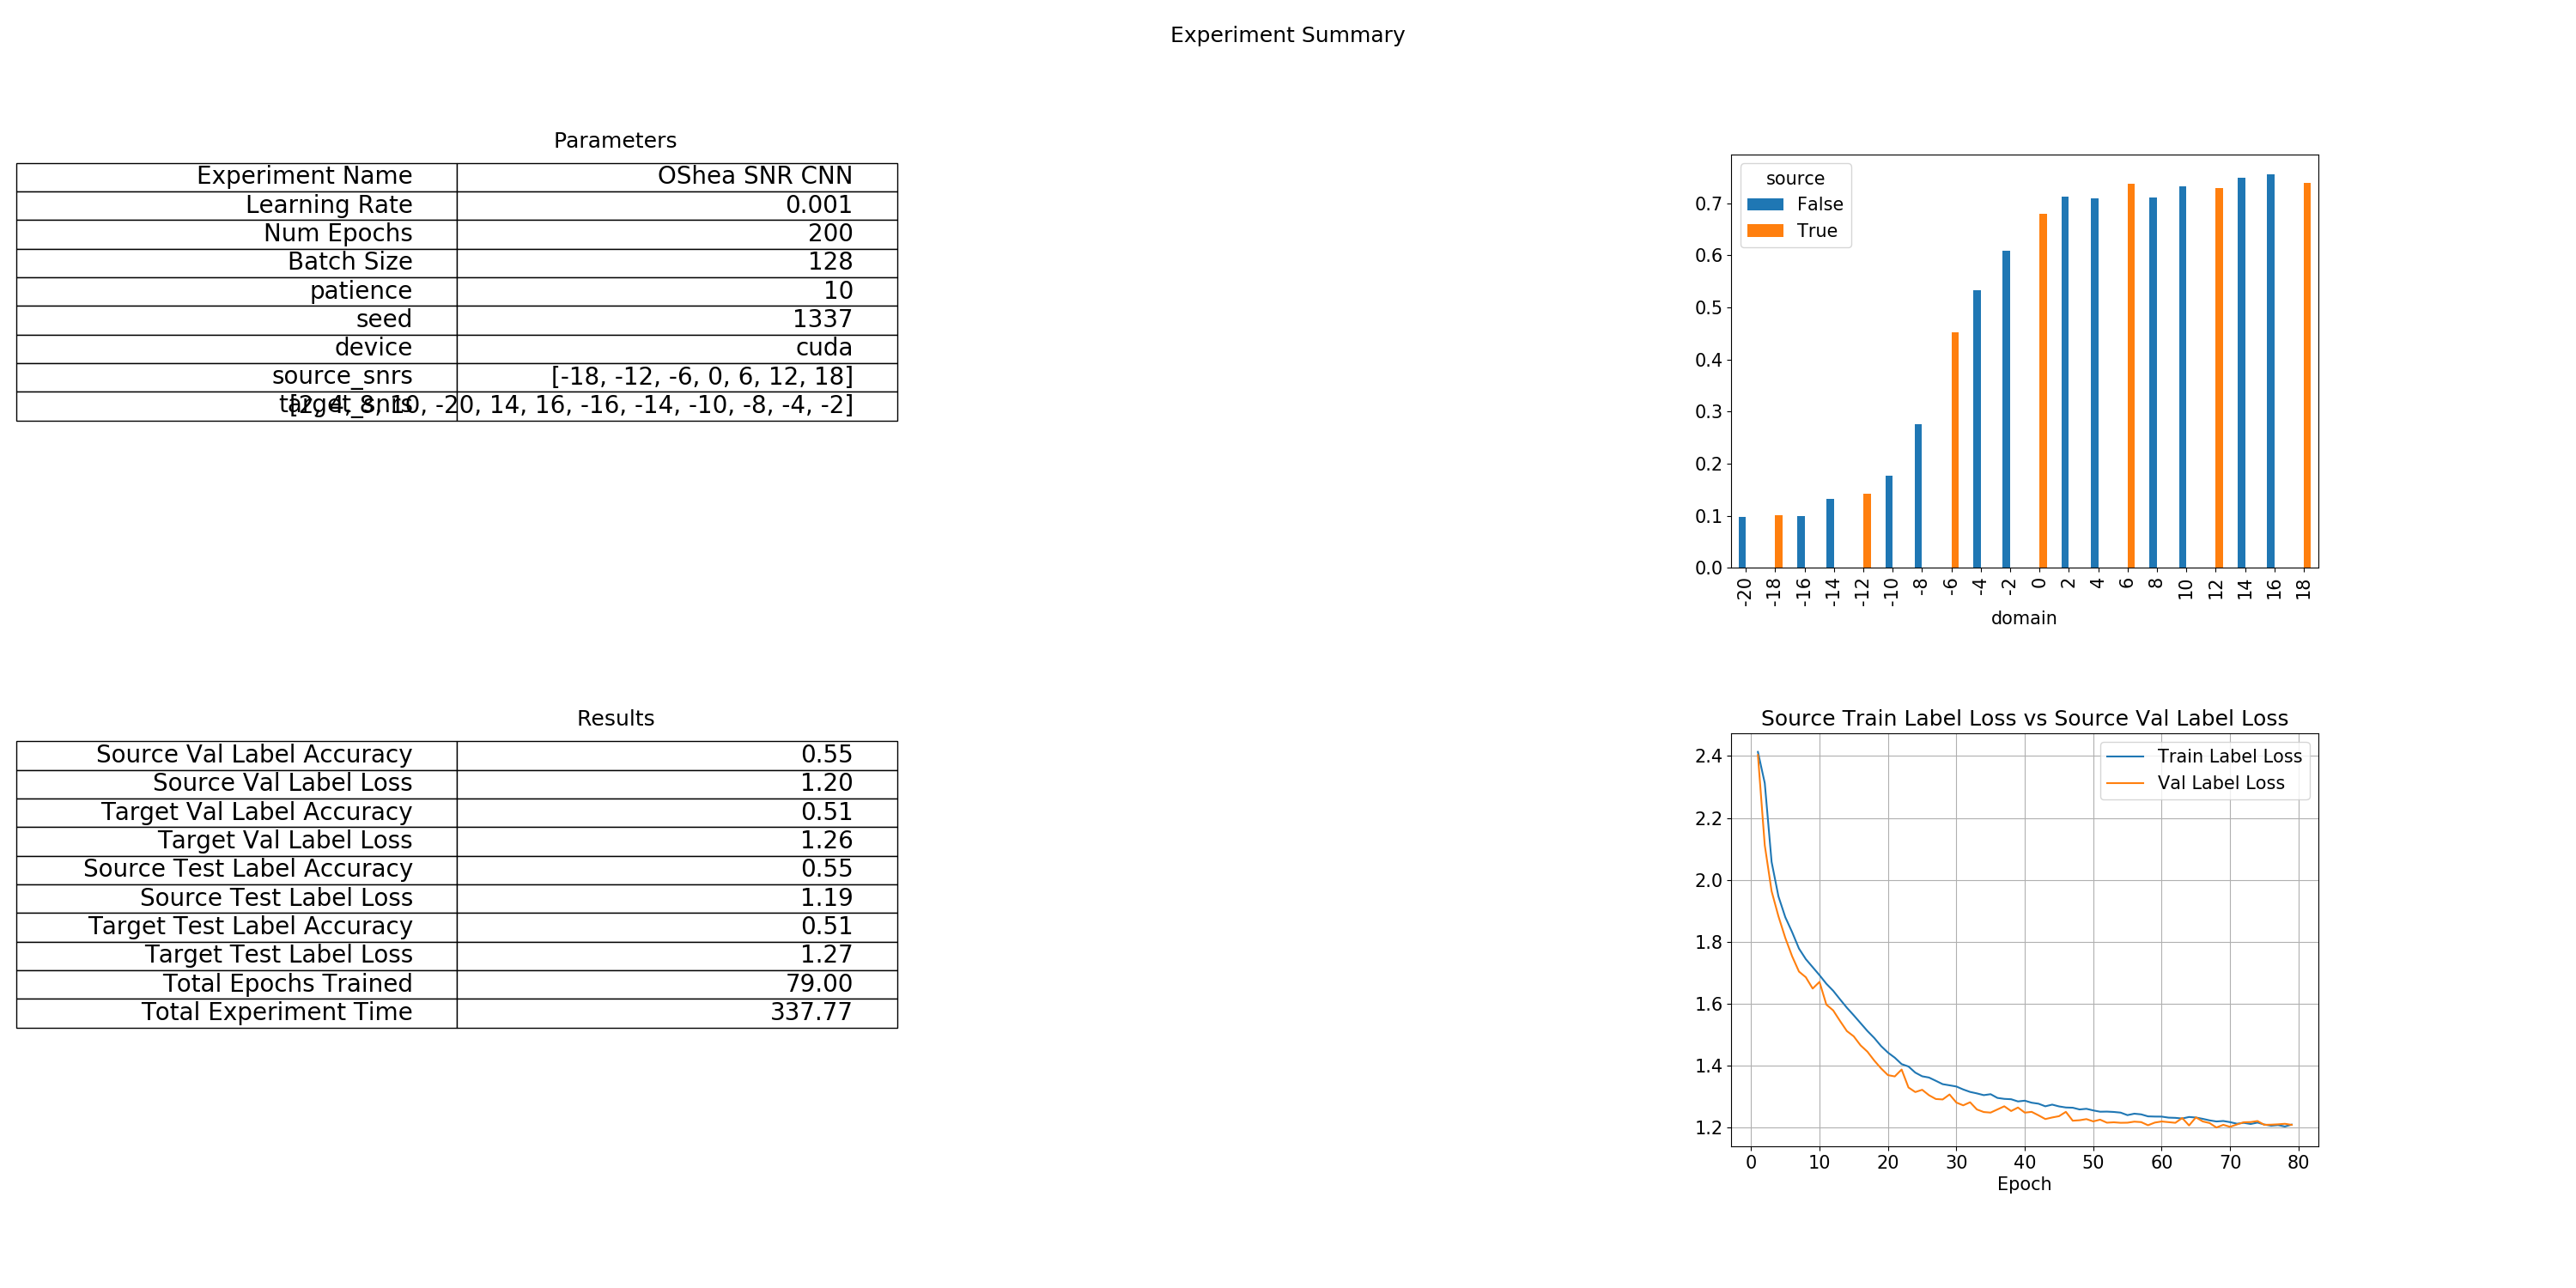 Experiment Summary
Parameters
Experiment Name OShea SNR CNN
Learning Rate 0.001
Num Epochs 200
Batch Size 128
patience 10
seed 1337
device cuda
source_snrs [-18, -12, -6, 0, 6, 12, 18]
target_snrs [2, 4, 8, 10, -20, 14, 16, -16, -14, -10, -8, -4, -2]
source
False
True
0.7
0.6
0.5
0.4
0.3
0.2
0.1
0.0
-20 -18 -16 -14 -12 -10 -8 -6 -4 -2 0 2 4 6 8 10 12 14 16 18
domain
Results
Source Val Label Accuracy 0.55
Source Val Label Loss 1.20
Target Val Label Accuracy 0.51
Target Val Label Loss 1.26
Source Test Label Accuracy 0.55
Source Test Label Loss 1.19
Target Test Label Accuracy 0.51
Target Test Label Loss 1.27
Total Epochs Trained 79.00
Total Experiment Time 337.77
Source Train Label Loss vs Source Val Label Loss
Train Label Loss
Val Label Loss
2.4
2.2
2.0
1.8
1.6
1.4
1.2
0 10 20 30 40 50 60 70 80
Epoch